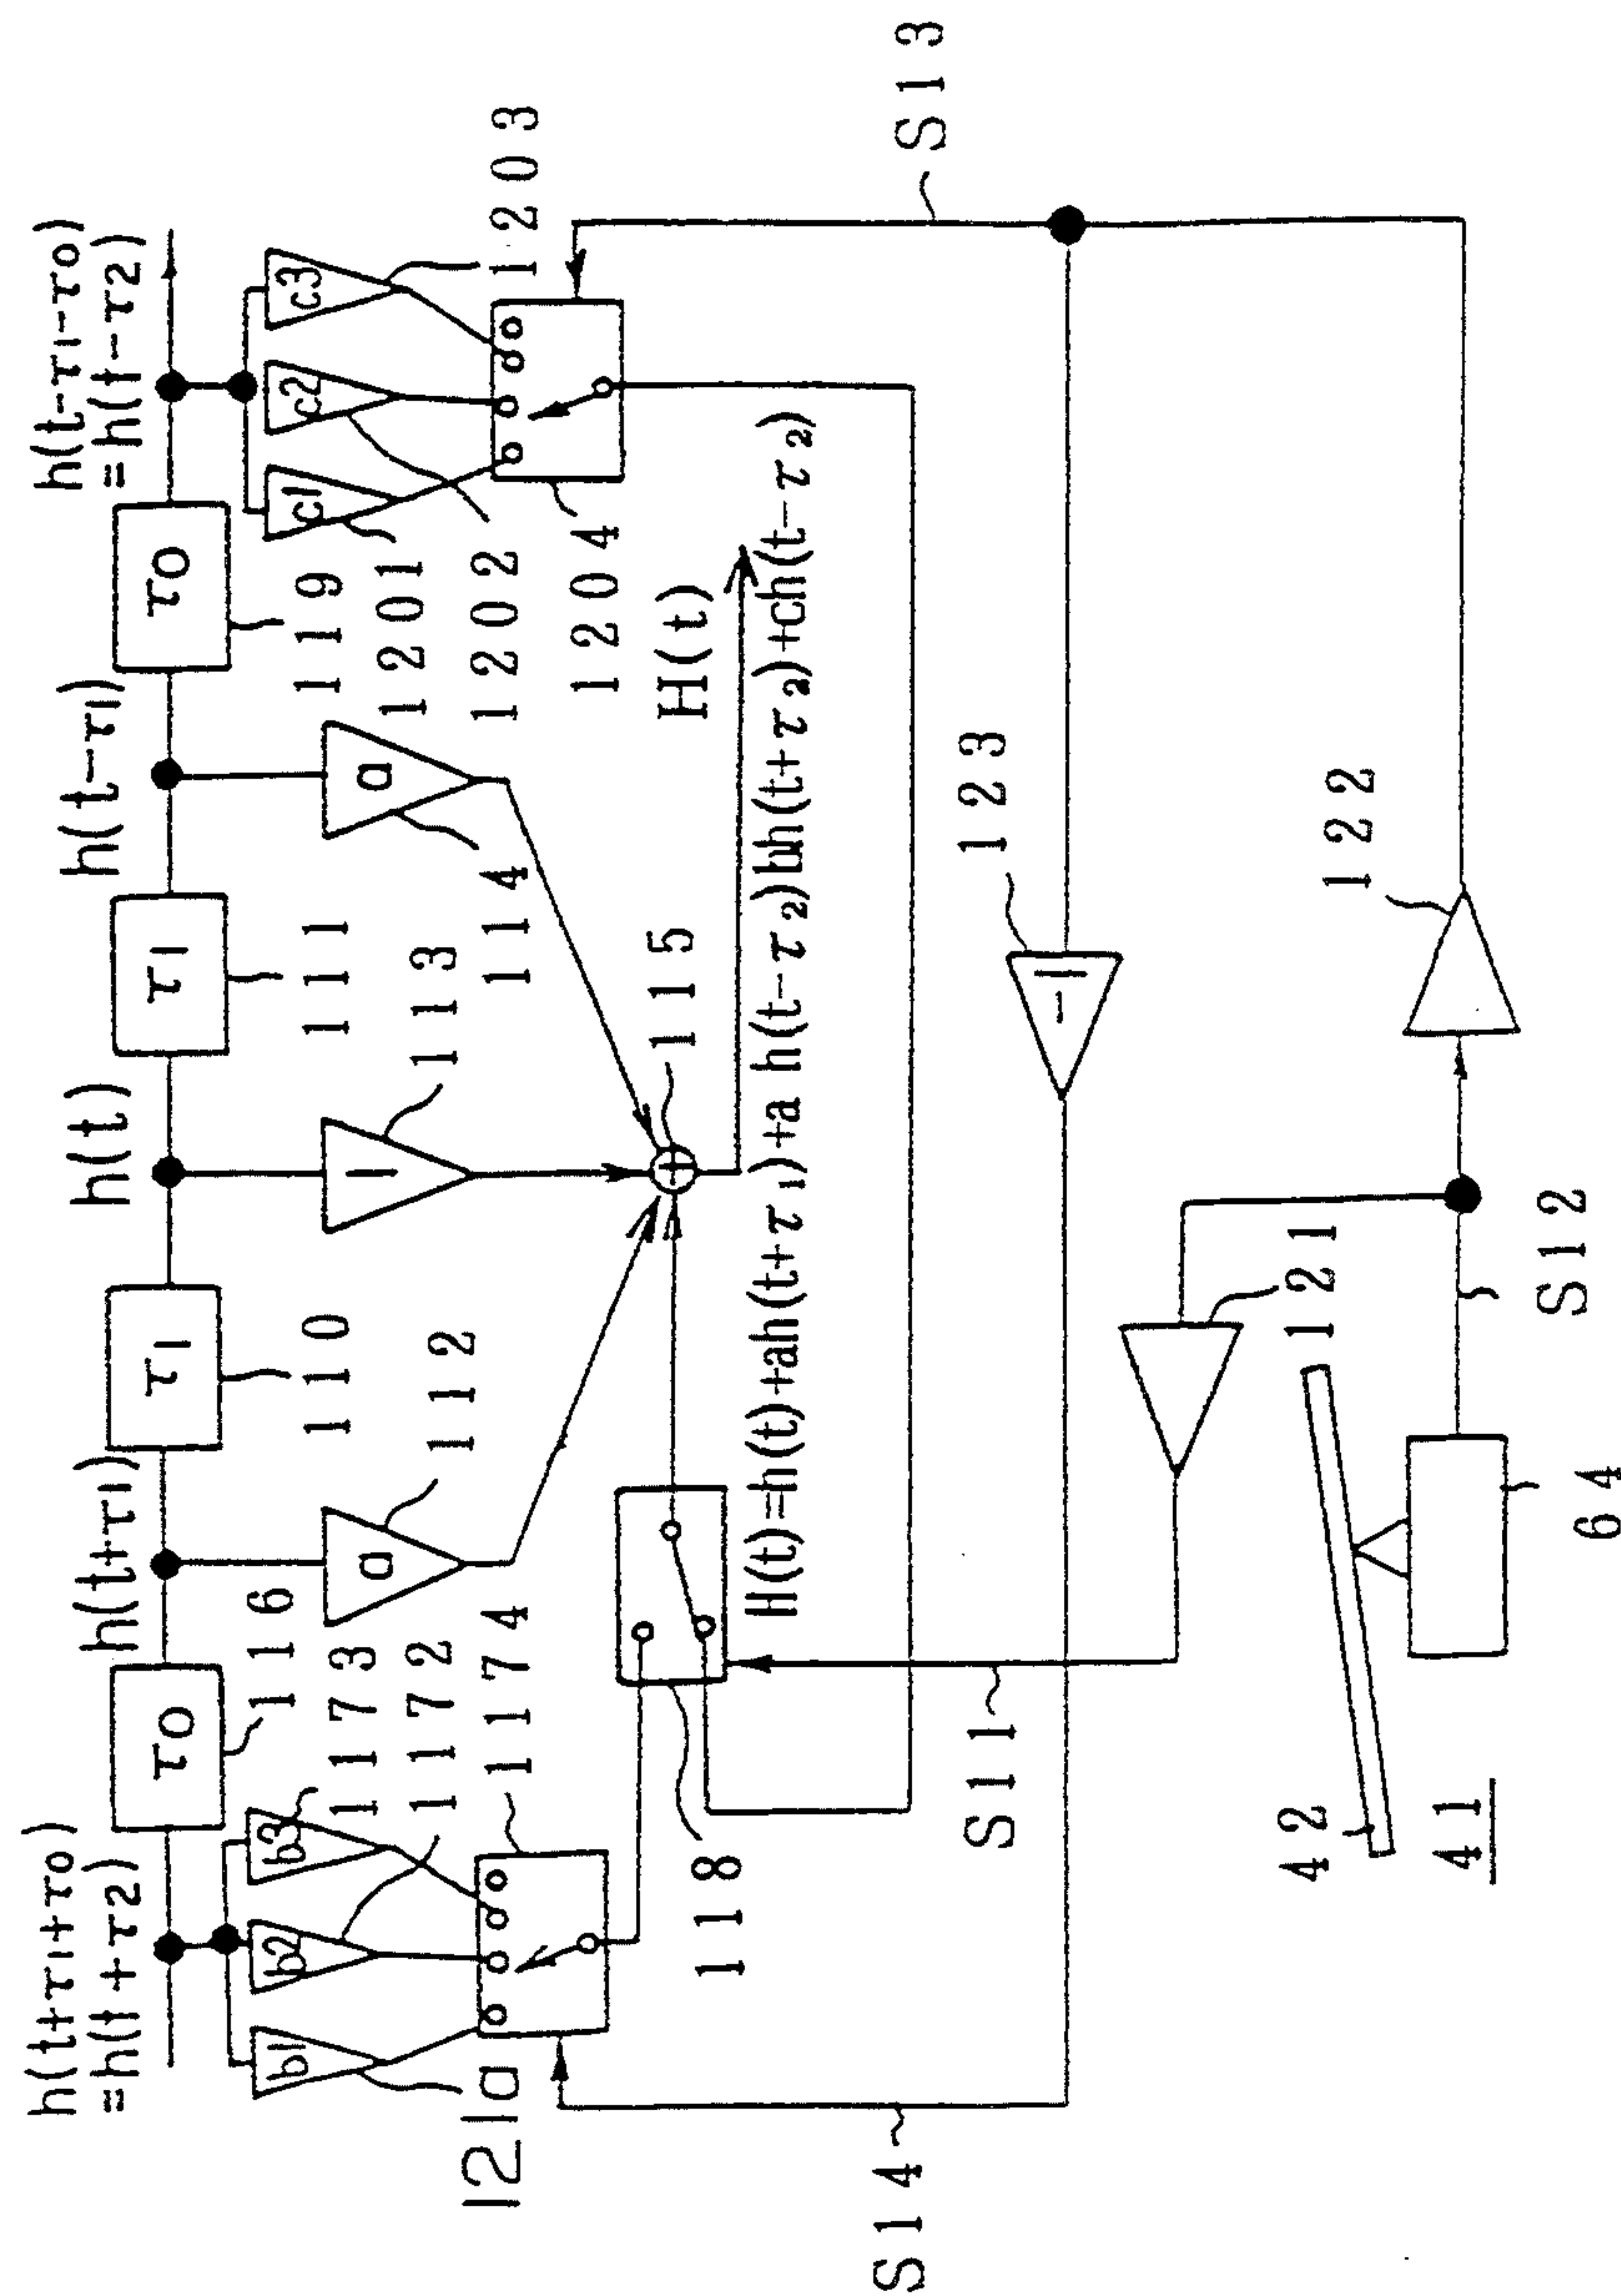 h(t+τ1+τ0)
=h(t+τ2)
h(t+τ1)
h(t)
h(t-τ1)
h(t-τ1-τ0)
=h(t-τ2)
τ0
τ1
τ1
τ0
116
110
111
119
b1
b2
b3
a
1
a
c1
c2
c3
121a
1173
1172
1174
112
113
114
1201
1202
1203
1204
115
118
H(t)
H(t)=h(t)+ah(t+τ1)+a h(t-τ2)bh(t+τ2)+ch(t-τ2)
S11
S14
S13
-1
123
121
122
S12
42
41
64